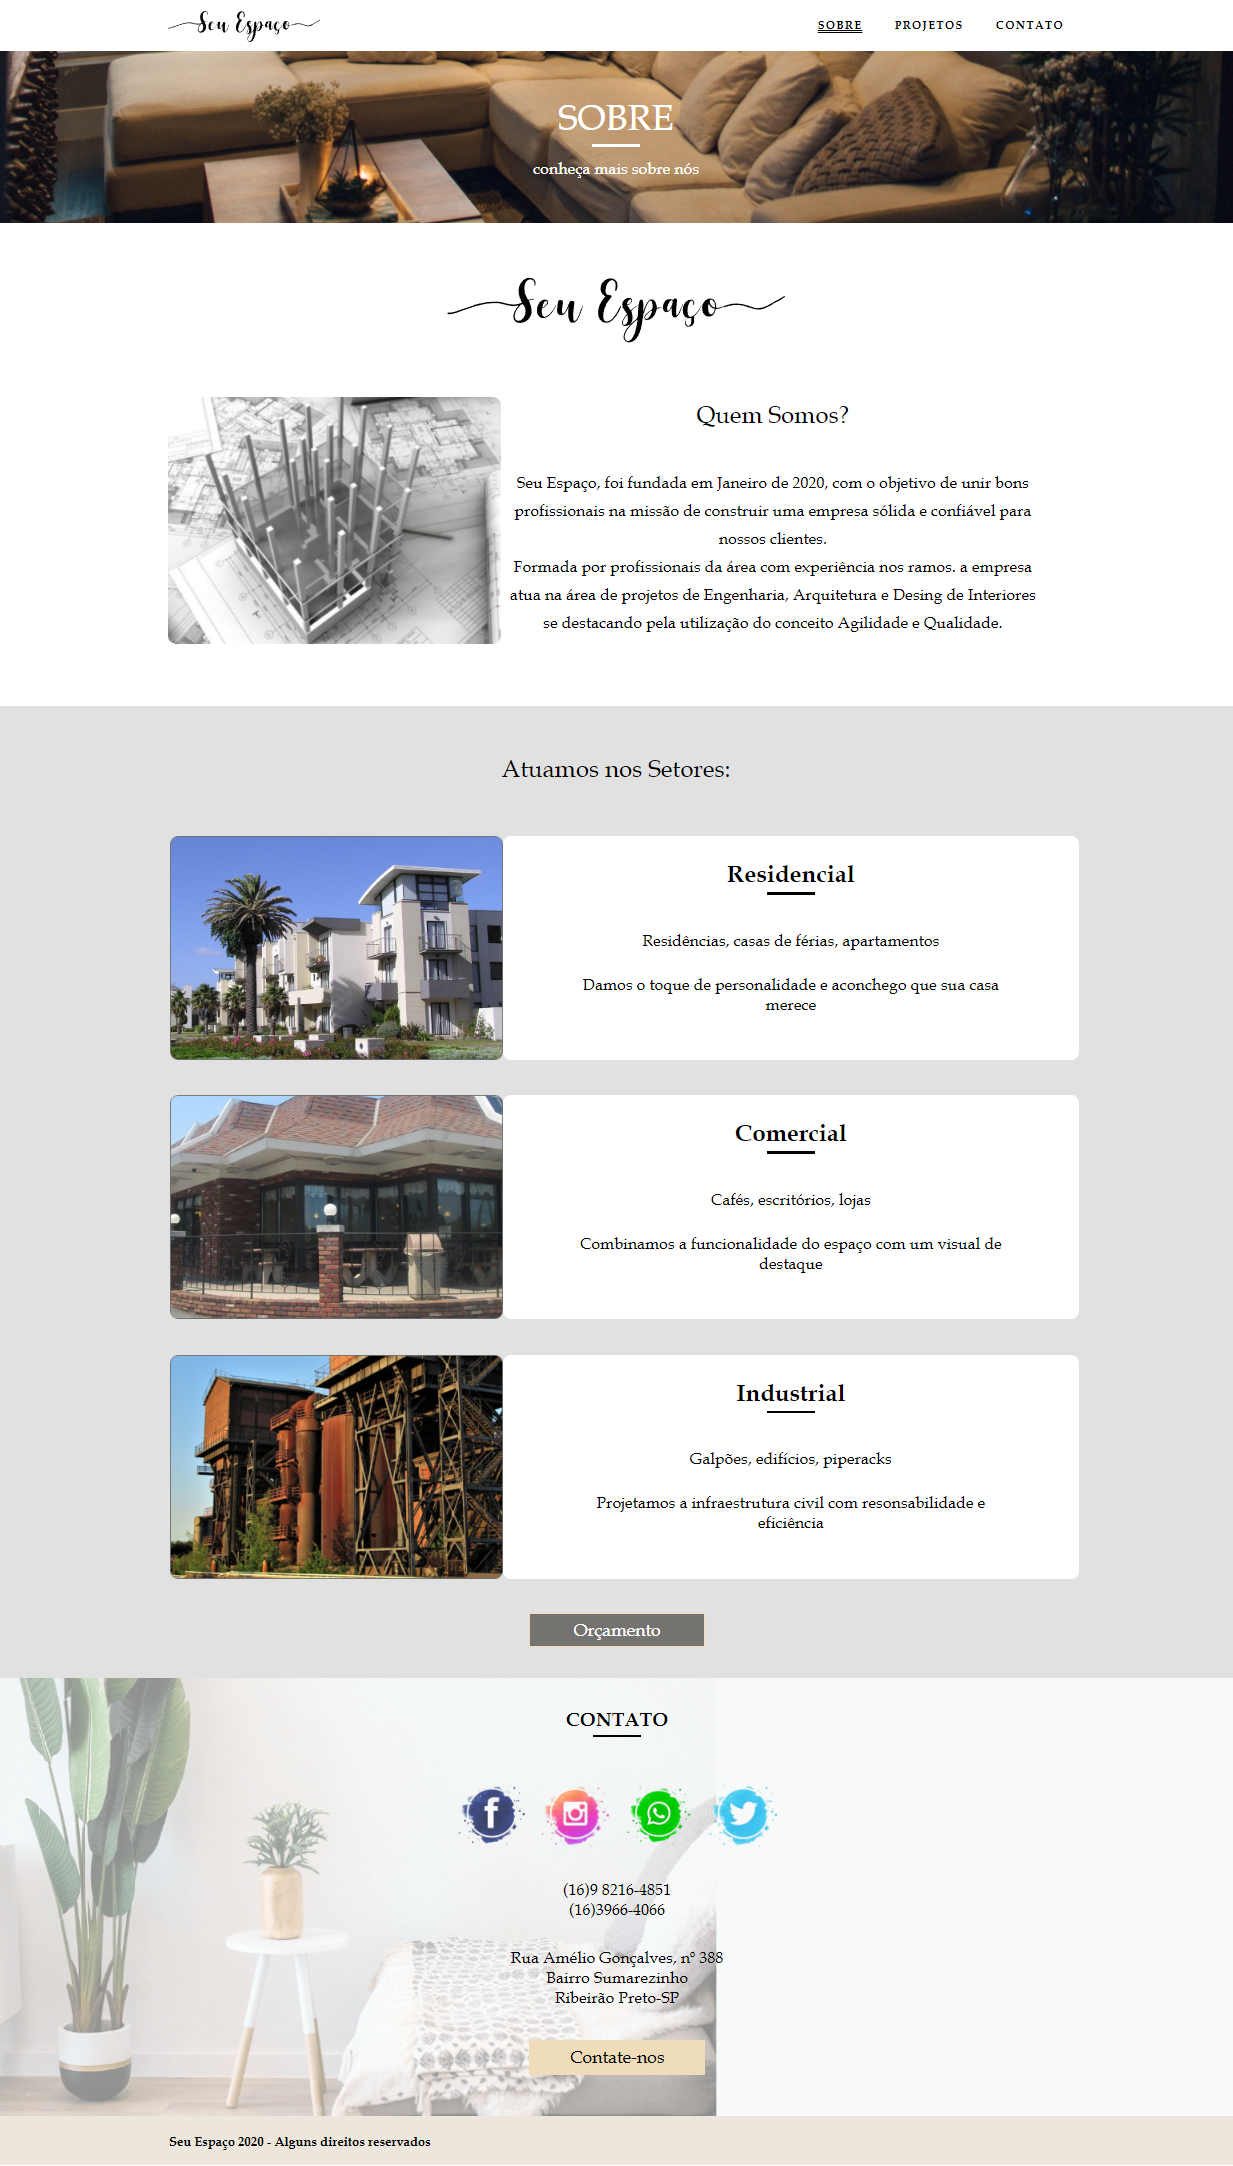 Seu Espaço
SOBRE PROJETOS CONTATO
SOBRE
conheça mais sobre nós
Seu Espaço
Quem Somos?
Seu Espaço, foi fundada em Janeiro de 2020, com o objetivo de unir bons
profissionais na missão de construir uma empresa sólida e confiável para
nossos clientes.
Formada por profissionais da área com experiência nos ramos. a empresa
atua na área de projetos de Engenharia, Arquitetura e Desing de Interiores
se destacando pela utilização do conceito Agilidade e Qualidade.
Atuamos nos Setores:
Residencial
Residências, casas de férias, apartamentos
Damos o toque de personalidade e aconchego que sua casa
merece
Comercial
Cafés, escritórios, lojas
Combinamos a funcionalidade do espaço com um visual de
destaque
Industrial
Galpões, edifícios, piperacks
Projetamos a infraestrutura civil com resonsabilidade e
eficiência
Orçamento
CONTATO
(16)9 8216-4851
(16)3966-4066
Rua Amélio Gonçalves, nº 388
Bairro Sumarezinho
Ribeirão Preto-SP
Contate-nos
Seu Espaço 2020 - Alguns direitos reservados